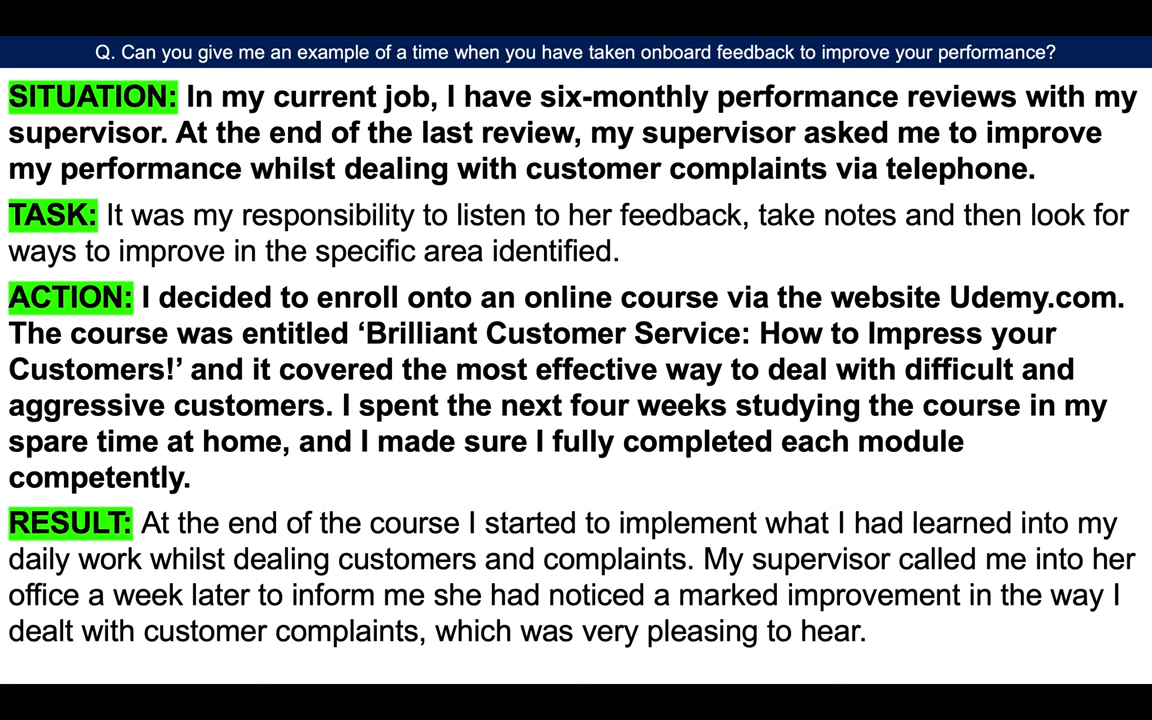 Q. Can you give me an example of a time when you have taken onboard feedback to improve your performance?
SITUATION: In my current job, I have six-monthly performance reviews with my
supervisor. At the end of the last review, my supervisor asked me to improve
my performance whilst dealing with customer complaints via telephone.
TASK: It was my responsibility to listen to her feedback, take notes and then look for
ways to improve in the specific area identified.
ACTION: I decided to enroll onto an online course via the website Udemy.com.
The course was entitled ‘Brilliant Customer Service: How to Impress your
Customers!’ and it covered the most effective way to deal with difficult and
aggressive customers. I spent the next four weeks studying the course in my
spare time at home, and I made sure I fully completed each module
competently.
RESULT: At the end of the course I started to implement what I had learned into my
daily work whilst dealing customers and complaints. My supervisor called me into her
office a week later to inform me she had noticed a marked improvement in the way I
dealt with customer complaints, which was very pleasing to hear.